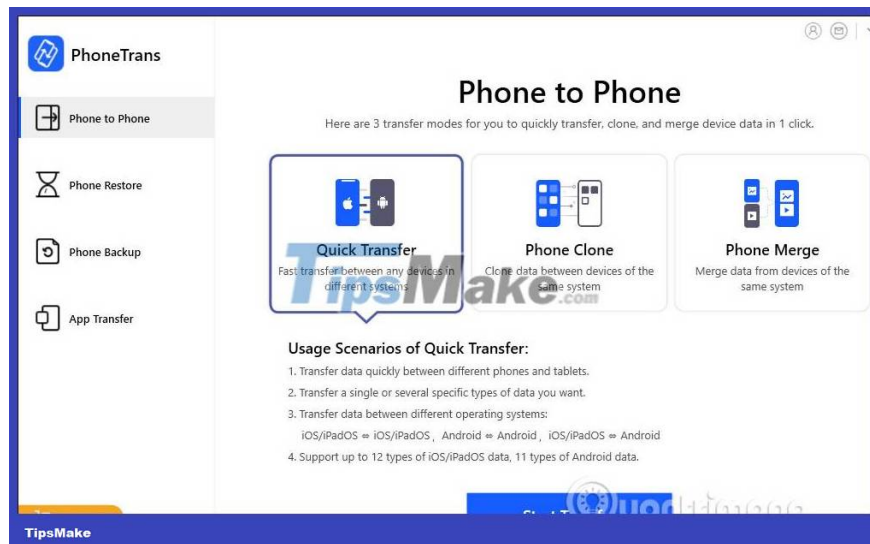 PhoneTrans
Phone to Phone
Phone Restore
Phone Backup
App Transfer
Phone to Phone
Here are 3 transfer modes for you to quickly transfer, clone, and merge device data in 1 click.
Quick Transfer
Fast transfer between any devices in
different systems
Phone Clone
Clone data between devices of the
same system
Phone Merge
Merge data from devices of the
same system
TipsMake.com
Usage Scenarios of Quick Transfer:
1. Transfer data quickly between different phones and tablets.
2. Transfer a single or several specific types of data you want.
3. Transfer data between different operating systems:
iOS/iPadOS ⇔ iOS/iPadOS , Android ⇔ Android , iOS/iPadOS ⇔ Android
4. Support up to 12 types of iOS/iPadOS data, 11 types of Android data.
TipsMake